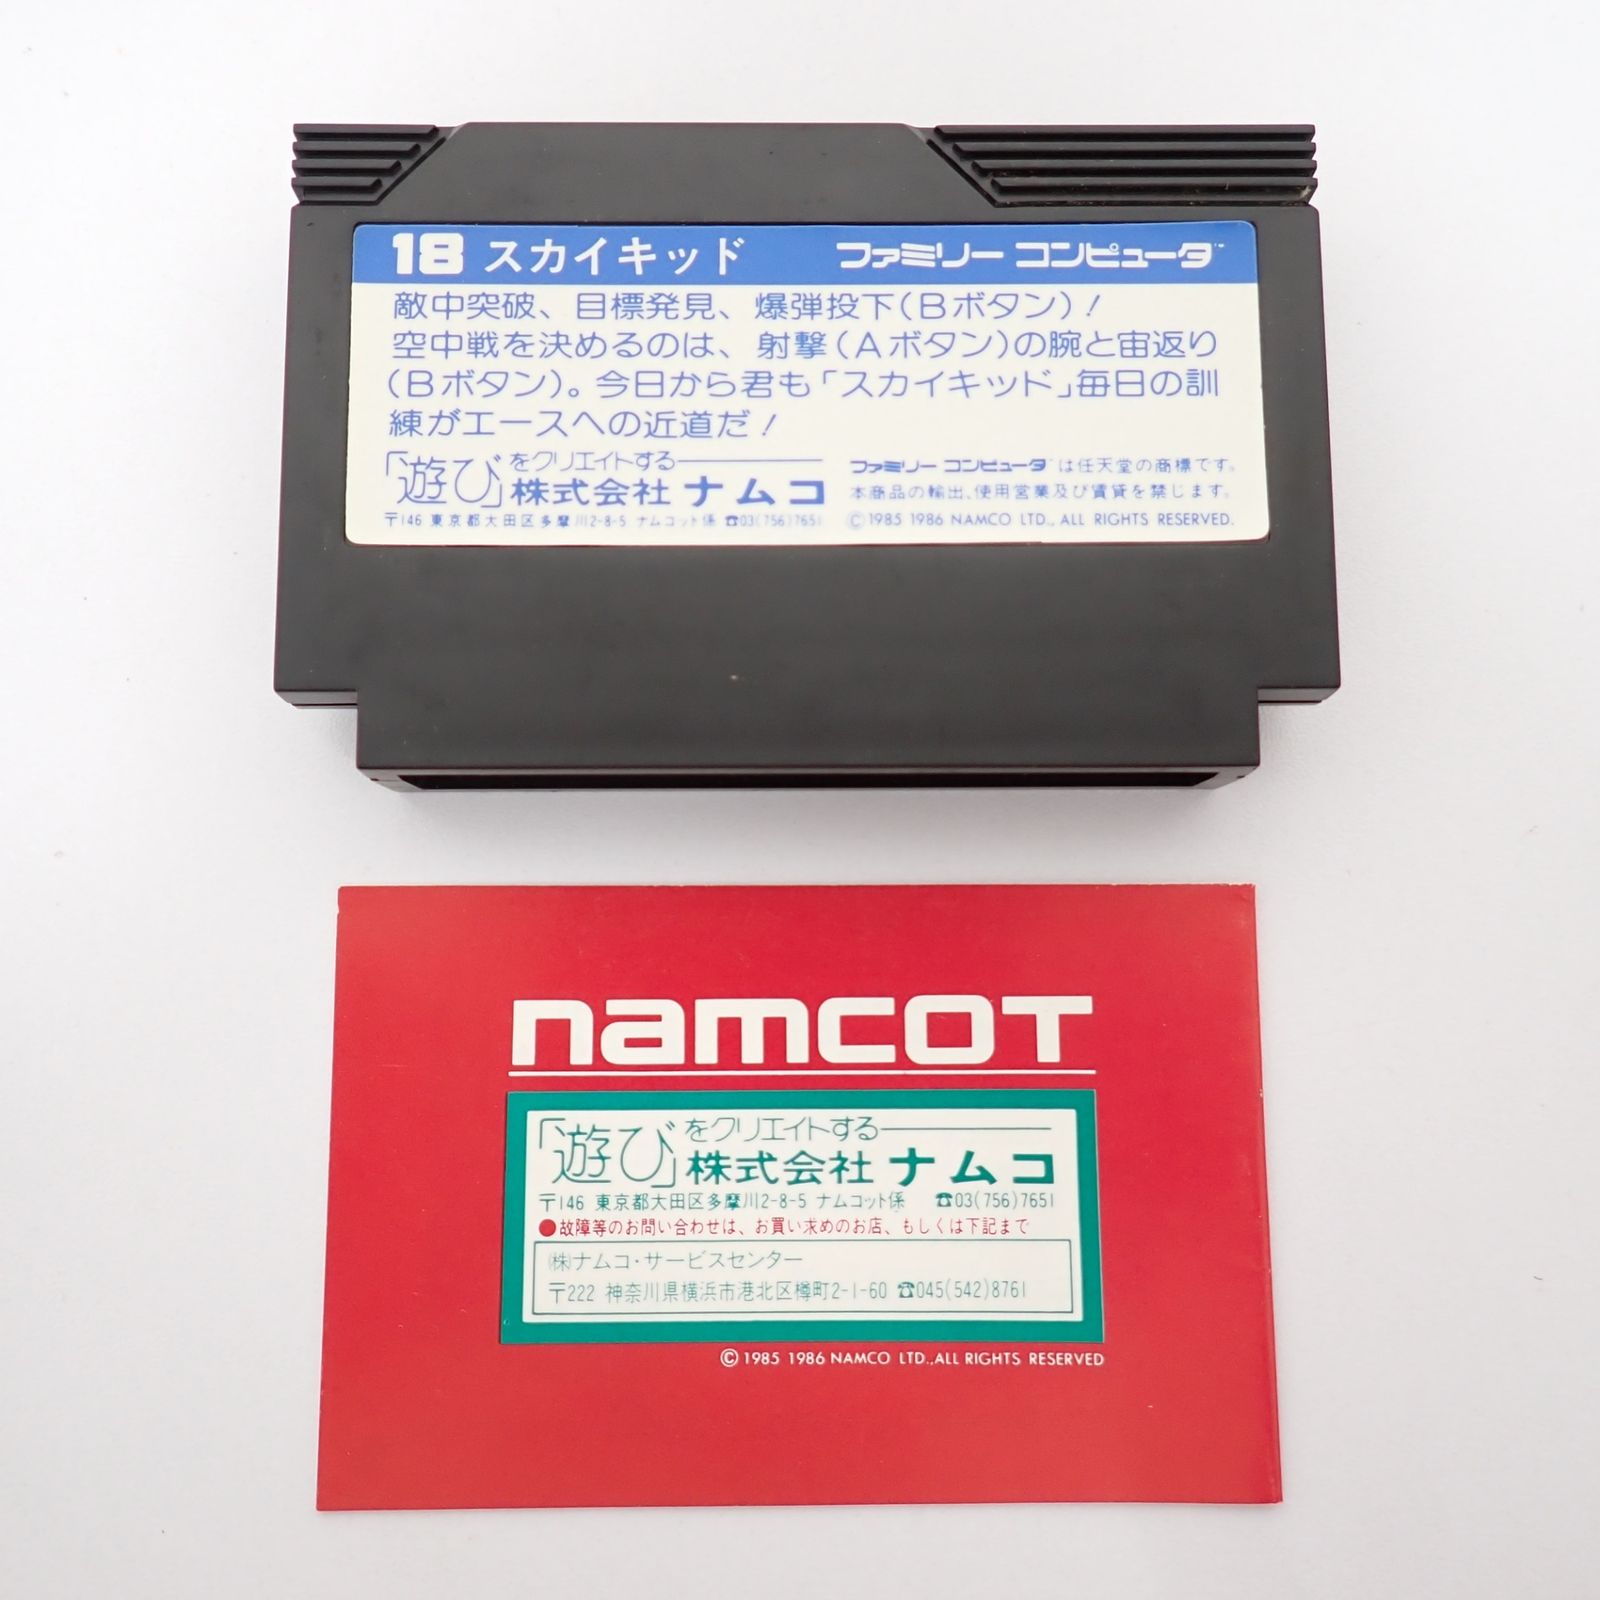 18 スカイキッド ファミリー コンピュータ™
敵中突破、目標発見、爆弾投下(Bボタン)!
空中戦を決めるのは、射撃(Aボタン)の腕と宙返り
(Bボタン)。今日から君も「スカイキッド」毎日の訓
練がエースへの近道だ!
「遊び」をクリエイトする
株式会社ナムコ
〒146 東京都大田区多摩川2-8-5 ナムコット係 ☎03(756)7651
ファミリー コンピュータ™は任天堂の商標です。
本商品の輸出、使用営業及び賃貸を禁じます。
©1985 1986 NAMCO LTD., ALL RIGHTS RESERVED.
namcoT
「遊び」をクリエイトする
株式会社ナムコ
〒146 東京都大田区多摩川2-8-5 ナムコット係 ☎03(756)7651
●故障等のお問い合わせは、お買い求めのお店、もしくは下記まで
㈱ナムコ・サービスセンター
〒222 神奈川県横浜市港北区樽町2-1-60 ☎045(542)8761
© 1985 1986 NAMCO LTD.,ALL RIGHTS RESERVED